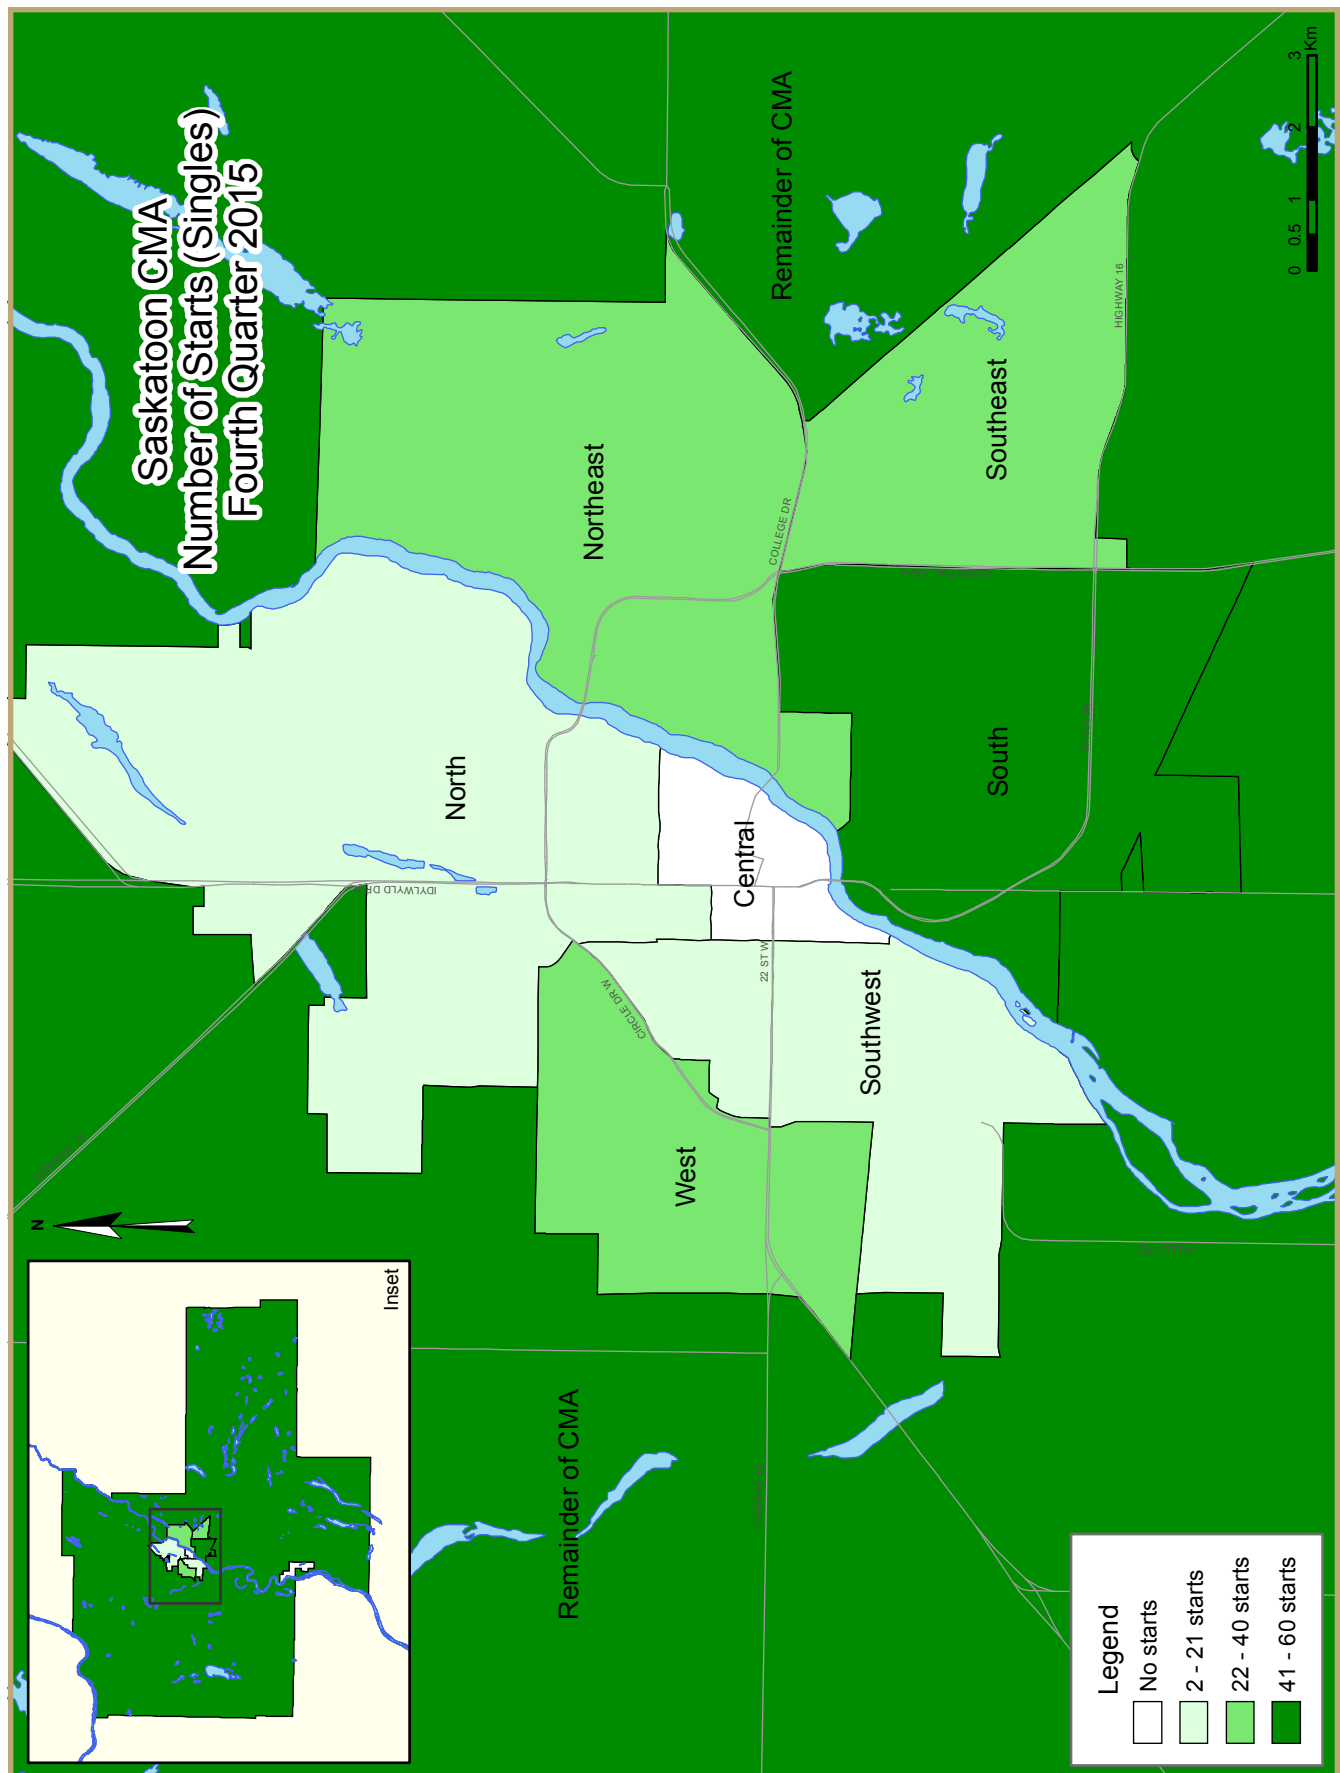 Saskatoon CMA
Number of Starts (Singles)
Fourth Quarter 2015
N
Inset
Remainder of CMA
Remainder of CMA
North
Northeast
Central
West
Southwest
South
Southeast
IDYLWYLD DR
CIRCLE DR W
22 ST W
COLLEGE DR
HIGHWAY 16
Legend
No starts
2 - 21 starts
22 - 40 starts
41 - 60 starts
0 0.5 1 2 3
Km